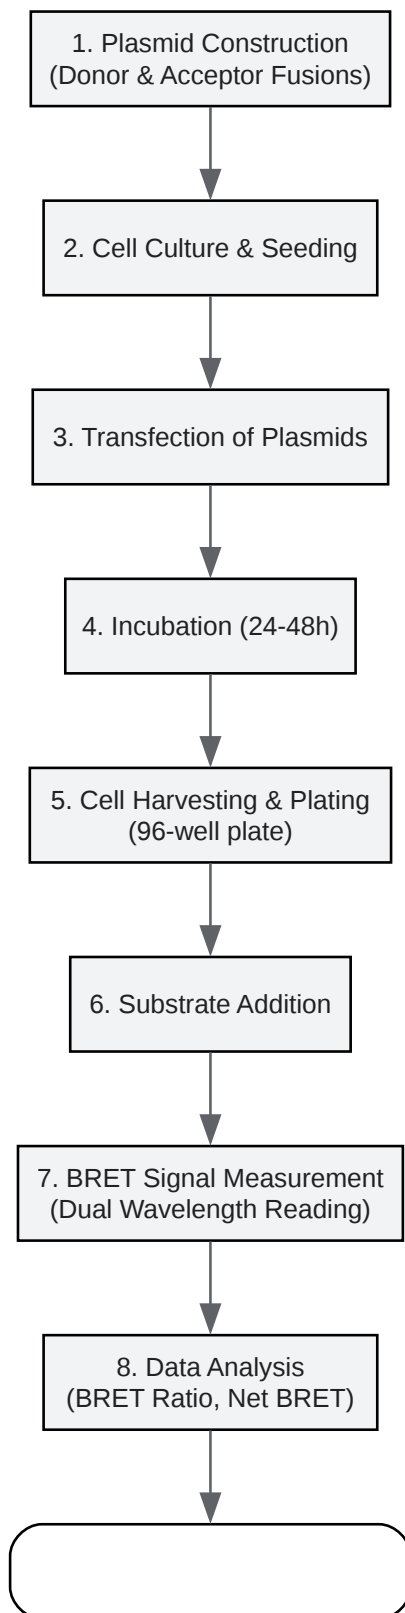 1. Plasmid Construction
(Donor & Acceptor Fusions)
2. Cell Culture & Seeding
3. Transfection of Plasmids
4. Incubation (24-48h)
5. Cell Harvesting & Plating
(96-well plate)
6. Substrate Addition
7. BRET Signal Measurement
(Dual Wavelength Reading)
8. Data Analysis
(BRET Ratio, Net BRET)